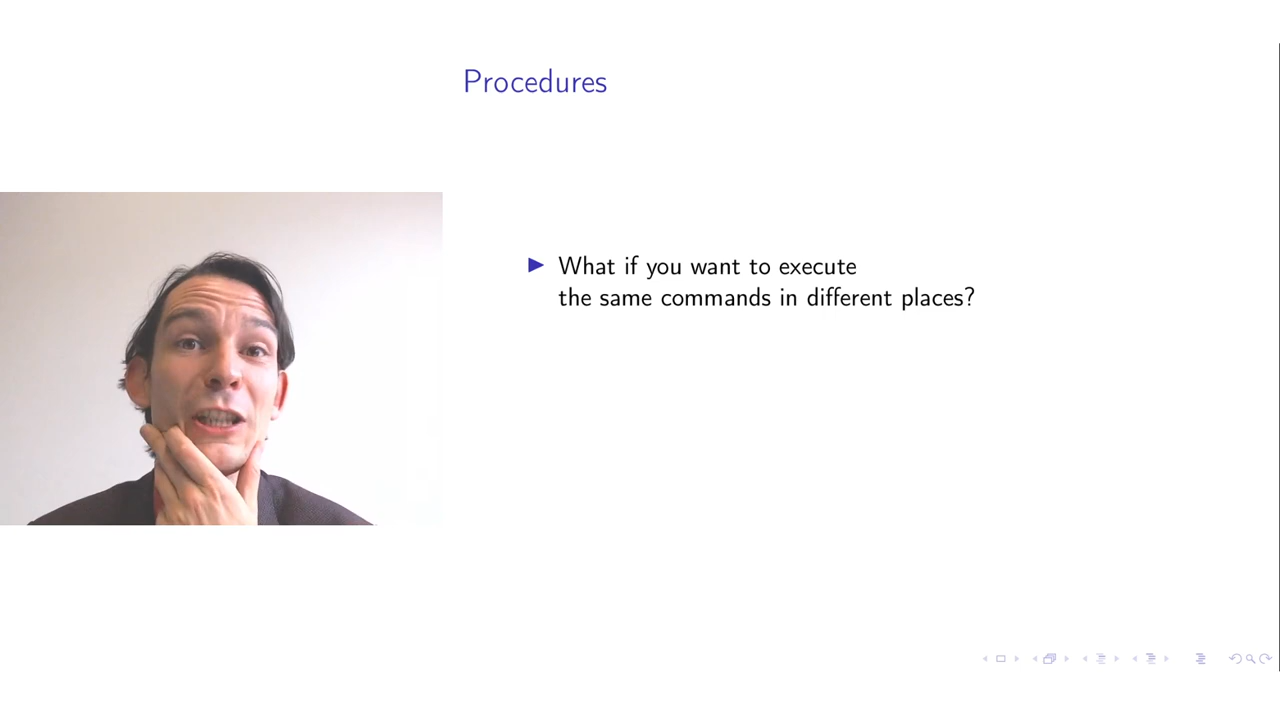 Procedures
What if you want to execute
the same commands in different places?